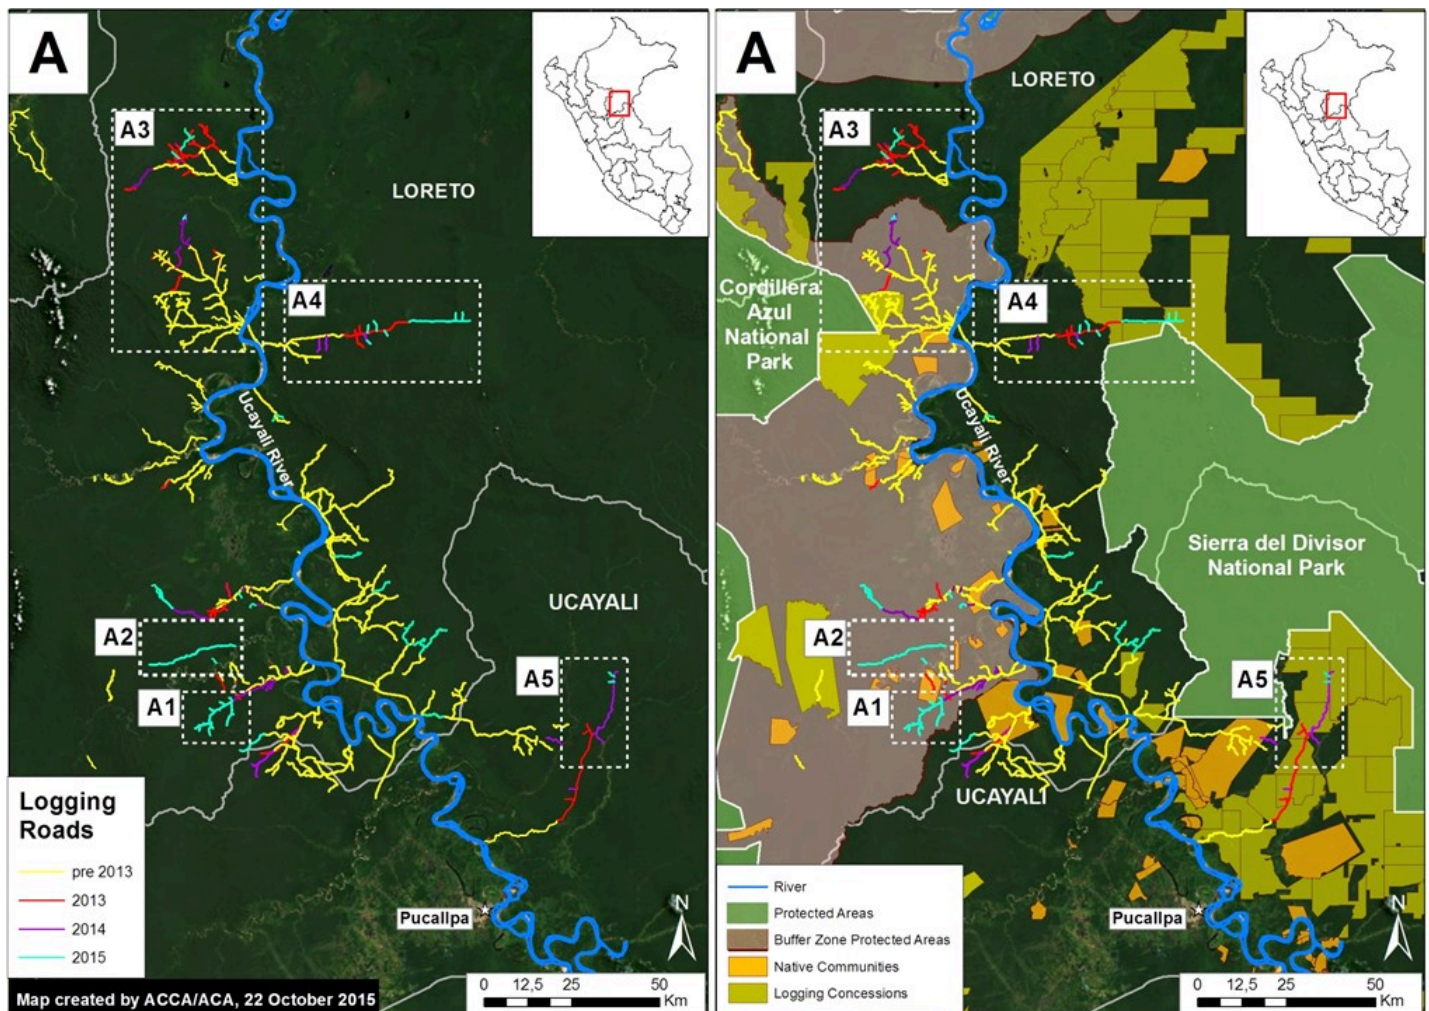 A
A3
LORETO
A4
Ucayali River
UCAYALI
A2
A5
A1
Logging
Roads
pre 2013
2013
2014
2015
Pucallpa
N
0 12,5 25 50
Km
Map created by ACCA/ACA, 22 October 2015
A
LORETO
A3
Cordillera
Azul
National
Park
A4
Ucayali River
Sierra del Divisor
National Park
A2
A5
A1
UCAYALI
River
Protected Areas
Buffer Zone Protected Areas
Native Communities
Logging Concessions
Pucallpa
N
0 12,5 25 50
Km